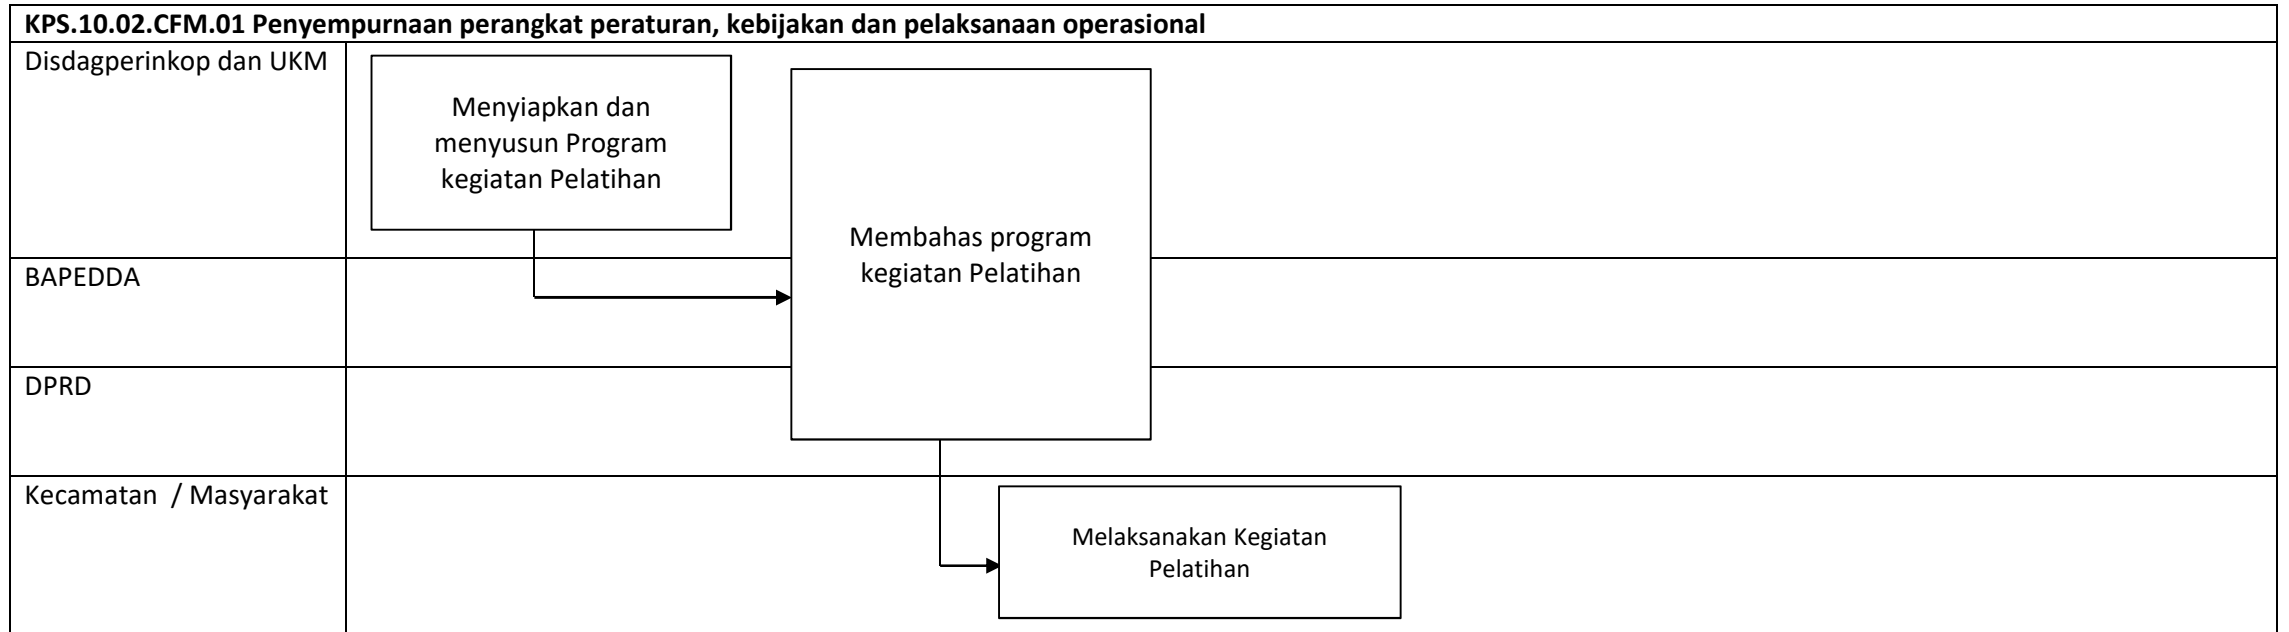 KPS.10.02.CFM.01 Penyempurnaan perangkat peraturan, kebijakan dan pelaksanaan operasional
Disdagperinkop dan UKM
Menyiapkan dan
menyusun Program
kegiatan Pelatihan
Membahas program
kegiatan Pelatihan
BAPEDDA
DPRD
Kecamatan / Masyarakat
Melaksanakan Kegiatan
Pelatihan